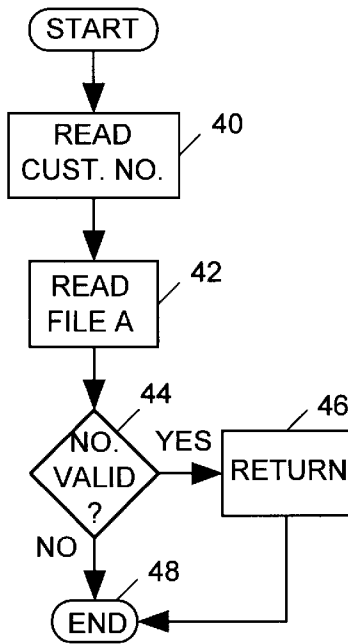 START
READ
CUST. NO.
40
READ
FILE A
42
44
NO.
VALID
?
YES
46
RETURN
NO
48
END